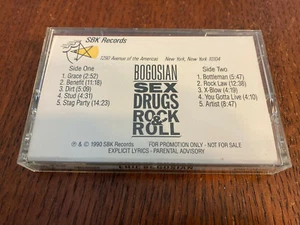 SBK Records
1290 Avenue of the Americas New York, New York 10104
Side One
1. Grace (2:52)
2. Benefit (11:18)
3. Dirt (5:09)
4. Stud (4:31)
5. Stag Party (14:23)
BOGOSIAN
SEX
DRUGS
ROCK
&
ROLL
Side Two
1. Bottleman (5:47)
2. Rock Law (12:38)
3. X-Blow (4:19)
4. You Gotta Live (4:10)
5. Artist (8:47)
℗ & © 1990 SBK Records FOR PROMOTION ONLY - NOT FOR SALE
EXPLICIT LYRICS - PARENTAL ADVISORY
ERIC BOGOSIAN